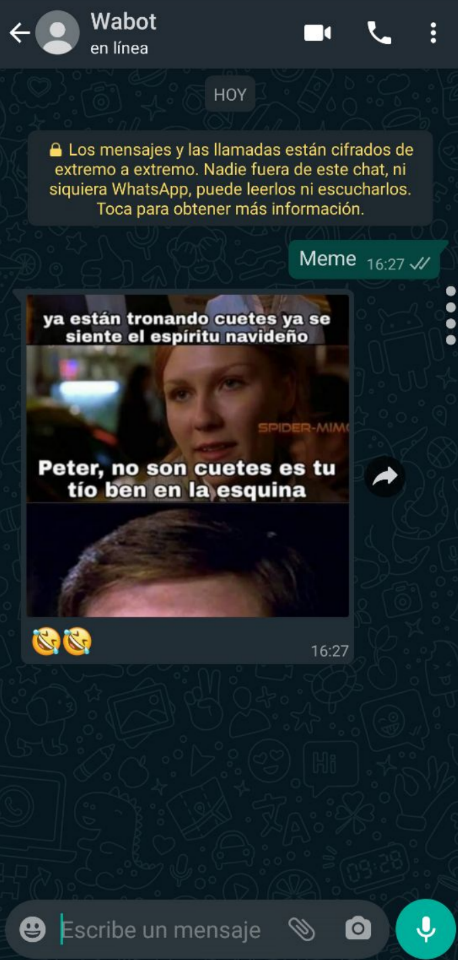 Wabot
en línea
HOY
Los mensajes y las llamadas están cifrados de
extremo a extremo. Nadie fuera de este chat, ni
siquiera WhatsApp, puede leerlos ni escucharlos.
Toca para obtener más información.
Meme 16:27
ya están tronando cuetes ya se
siente el espíritu navideño
SPIDER-MIM
Peter, no son cuetes es tu
tío ben en la esquina
16:27
Hi
09:28
Escribe un mensaje